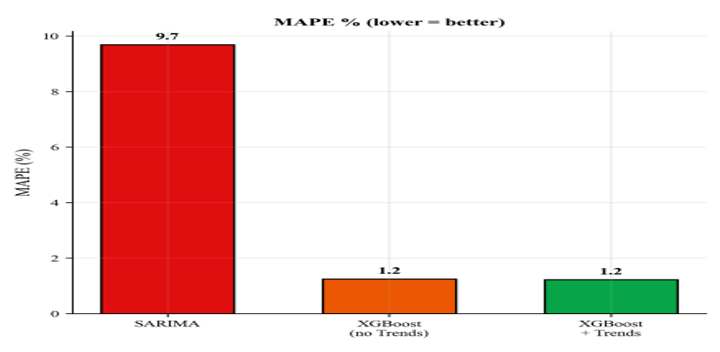 MAPE % (lower = better)
10
8
6
4
2
0
MAPE (%)
9.7
1.2
1.2
SARIMA
XGBoost
(no Trends)
XGBoost
+ Trends